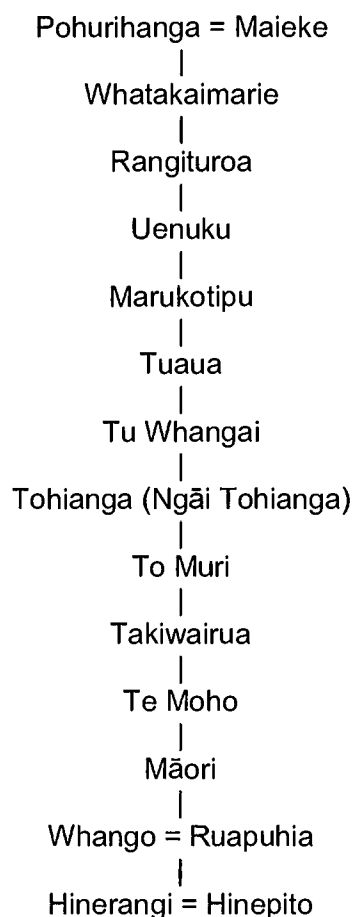 Pohurihanga = Maieke
Whatakaimarie
Rangituroa
Uenuku
Marukotipu
Tuaua
Tu Whangai
Tohianga (Ngāi Tohianga)
To Muri
Takiwairua
Te Moho
Māori
Whango = Ruapuhia
Hinerangi = Hinepito